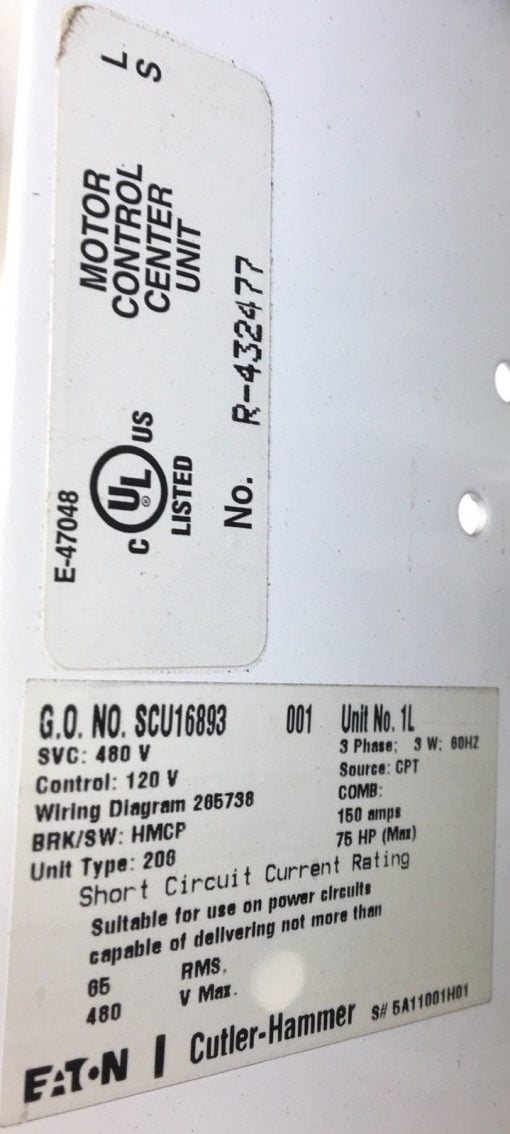 L
S
MOTOR
CONTROL
CENTER
UNIT
E-47048
C UL US
®
LISTED
No. R-432477
G.O. NO. SCU16893 001 Unit No. 1L
SVC: 480 V 3 Phase; 3 W; 60HZ
Control: 120 V Source: CPT
Wiring Diagram 265738 COMB:
BRK/SW: HMCP 150 amps
Unit Type: 206 75 HP (Max)
Short Circuit Current Rating
Suitable for use on power circuits
capable of delivering not more than
65 RMS.
480 V Max.
EATON | Cutler-Hammer S# 5A11001H01